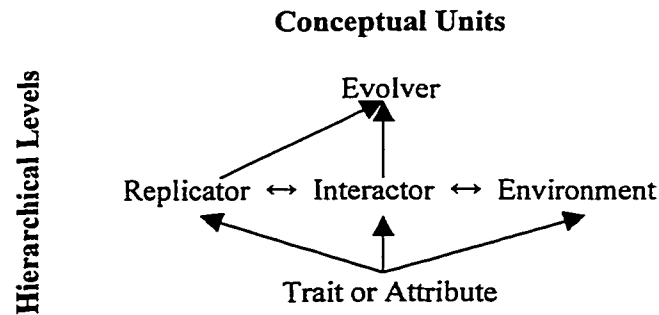 Conceptual Units
Hierarchical Levels
Evolver
Replicator ↔ Interactor ↔ Environment
Trait or Attribute